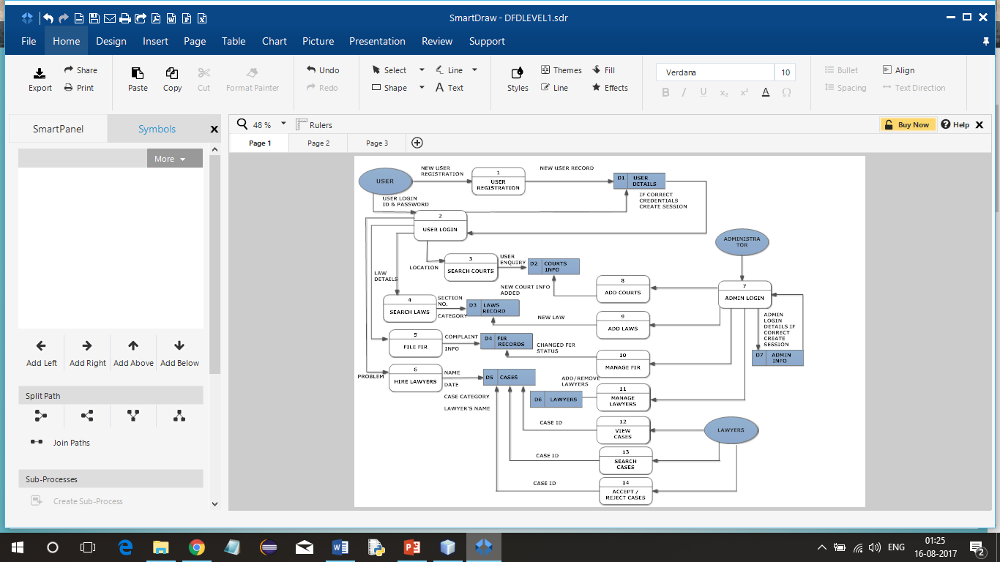 SmartDraw - DFDLEVEL1.sdr
File Home Design Insert Page Table Chart Picture Presentation Review Support
Export
Share
Print
Paste
Copy
Cut
Format Painter
Undo
Redo
Select
Shape
Line
Text
Styles
Themes
Line
Fill
Effects
Verdana 10
B I U x₂ x² A Ω
Bullet
Spacing
Align
Text Direction
SmartPanel Symbols
More
Add Left Add Right Add Above Add Below
Split Path
Join Paths
Sub-Processes
Create Sub-Process
48 % Rulers
Buy Now Help
Page 1 Page 2 Page 3
USER
NEW USER
REGISTRATION
1
USER
REGISTRATION
NEW USER RECORD
D1 USER
DETAILS
USER LOGIN
ID & PASSWORD
IF CORRECT
CREDENTIALS
CREATE SESSION
2
USER LOGIN
ADMINISTRA
TOR
LOCATION
3
SEARCH COURTS
USER
ENQUIRY
D2 COURTS
INFO
LAW
DETAILS
NEW COURT INFO
ADDED
8
ADD COURTS
7
ADMIN LOGIN
4
SEARCH LAWS
SECTION
NO.
CATEGORY
D3 LAWS
RECORD
NEW LAW
9
ADD LAWS
ADMIN
LOGIN
DETAILS IF
CORRECT
CREATE
SESSION
5
FILE FIR
COMPLAINT
INFO
D4 FIR
RECORDS
CHANGED FIR
STATUS
10
MANAGE FIR
D7 ADMIN
INFO
PROBLEM
6
HIRE LAWYERS
NAME
DATE
CASE CATEGORY
LAWYER'S NAME
D5 CASES
ADD/REMOVE
LAWYERS
D6 LAWYERS
11
MANAGE
LAWYERS
CASE ID
12
VIEW
CASES
LAWYERS
CASE ID
13
SEARCH
CASES
CASE ID
14
ACCEPT /
REJECT CASES
ENG
01:25
16-08-2017
2